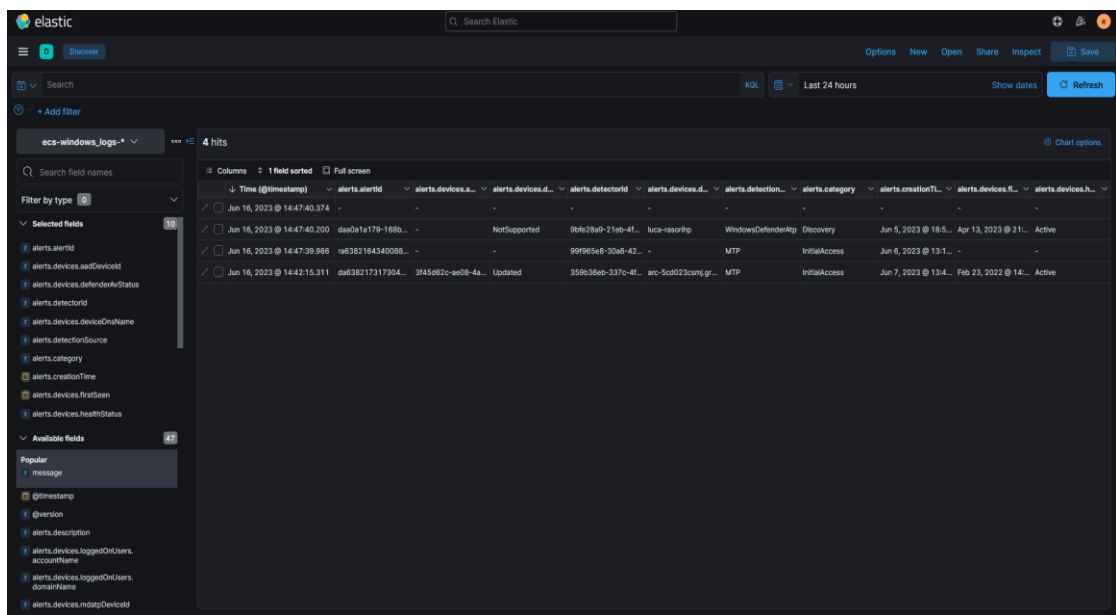 elastic
Search Elastic
D
Discover
Options New Open Share Inspect Save
Search
KQL
Last 24 hours
Show dates
Refresh
+ Add filter
ecs-windows_logs-*
4 hits
Chart options
Search field names
Columns 1 field sorted Full screen
Filter by type 0
Time (@timestamp) alerts.alertId alerts.devices.a... alerts.devices.d... alerts.detectorId alerts.devices.d... alerts.detection... alerts.category alerts.creationTi... alerts.devices.fi... alerts.devices.h...
Jun 16, 2023 @ 14:47:40.374 - - - - - - - - - -
Jun 16, 2023 @ 14:47:40.200 daa0a1a179-168b... - NotSupported 9bfe28a9-21eb-4f... luca-rasorihp WindowsDefenderAtp Discovery Jun 5, 2023 @ 18:5... Apr 13, 2023 @ 21:... Active
Jun 16, 2023 @ 14:47:39.986 ra6382164340088... - - 99f965e8-30a8-42... - MTP InitialAccess Jun 6, 2023 @ 13:1... - -
Jun 16, 2023 @ 14:42:15.311 da638217317304... 3f45d62c-ae08-4a... Updated 359b36eb-337c-4f... arc-5cd023csmj.gr... MTP InitialAccess Jun 7, 2023 @ 13:4... Feb 23, 2022 @ 14:... Active
Selected fields 10
alerts.alertId
alerts.devices.aadDeviceId
alerts.devices.defenderAvStatus
alerts.detectorId
alerts.devices.deviceDnsName
alerts.detectionSource
alerts.category
alerts.creationTime
alerts.devices.firstSeen
alerts.devices.healthStatus
Available fields 47
Popular
message
@timestamp
@version
alerts.description
alerts.devices.loggedOnUsers.
accountName
alerts.devices.loggedOnUsers.
domainName
alerts.devices.mdatpDeviceId